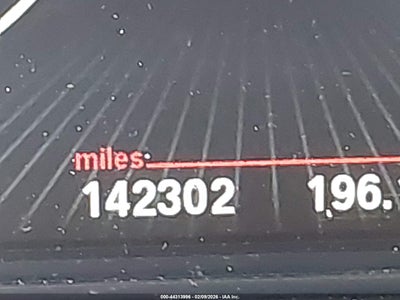 miles
142302 196.
000-44313996 - 02/09/2026 - IAA Inc.